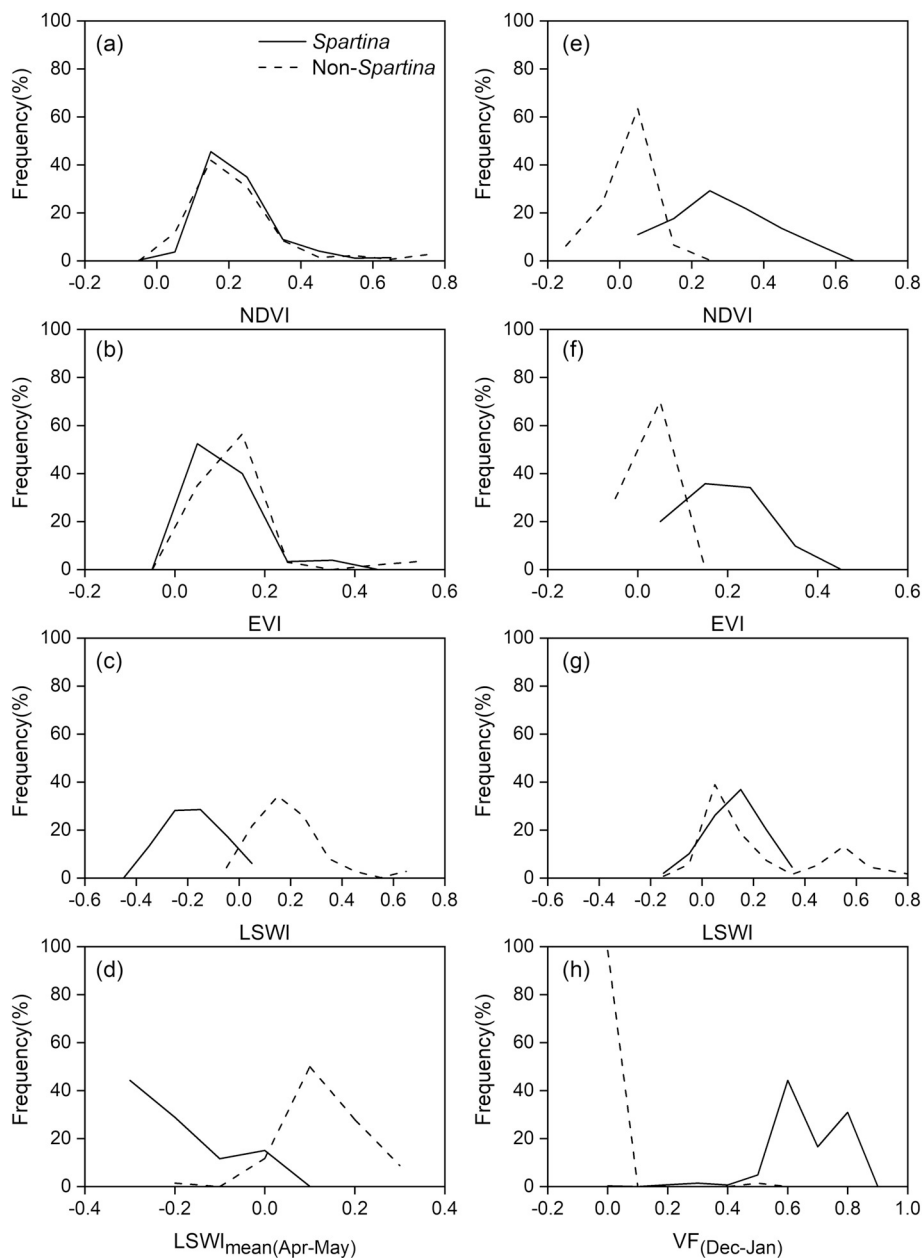 (a)
Spartina
Non-Spartina
Frequency(%)
100
80
60
40
20
0
-0.2 0.0 0.2 0.4 0.6 0.8
NDVI
(e)
Frequency(%)
100
80
60
40
20
0
-0.2 0.0 0.2 0.4 0.6 0.8
NDVI
(b)
Frequency(%)
100
80
60
40
20
0
-0.2 0.0 0.2 0.4 0.6
EVI
(f)
Frequency(%)
100
80
60
40
20
0
-0.2 0.0 0.2 0.4 0.6
EVI
(c)
Frequency(%)
100
80
60
40
20
0
-0.6 -0.4 -0.2 0.0 0.2 0.4 0.6 0.8
LSWI
(g)
Frequency(%)
100
80
60
40
20
0
-0.6 -0.4 -0.2 0.0 0.2 0.4 0.6 0.8
LSWI
(d)
Frequency(%)
100
80
60
40
20
0
-0.4 -0.2 0.0 0.2 0.4
LSWImean(Apr-May)
(h)
Frequency(%)
100
80
60
40
20
0
-0.2 0.0 0.2 0.4 0.6 0.8 1.0
VF(Dec-Jan)